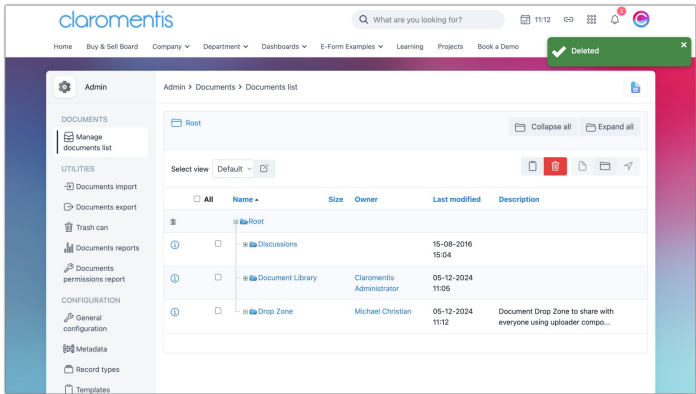 claromentis
What are you looking for?
11:12
7
Home Buy & Sell Board Company Department Dashboards E-Form Examples Learning Projects Book a Demo
Deleted
Admin
Admin > Documents > Documents list
DOCUMENTS
Manage
documents list
UTILITIES
Documents import
Documents export
Trash can
Documents reports
Documents
permissions report
CONFIGURATION
General
configuration
Metadata
Record types
Templates
Root
Collapse all Expand all
Select view Default
All Name Size Owner Last modified Description
Root
Discussions 15-08-2016
15:04
Document Library Claromentis 05-12-2024
Administrator 11:05
Drop Zone Michael Christian 05-12-2024 Document Drop Zone to share with
11:12 everyone using uploader compo...